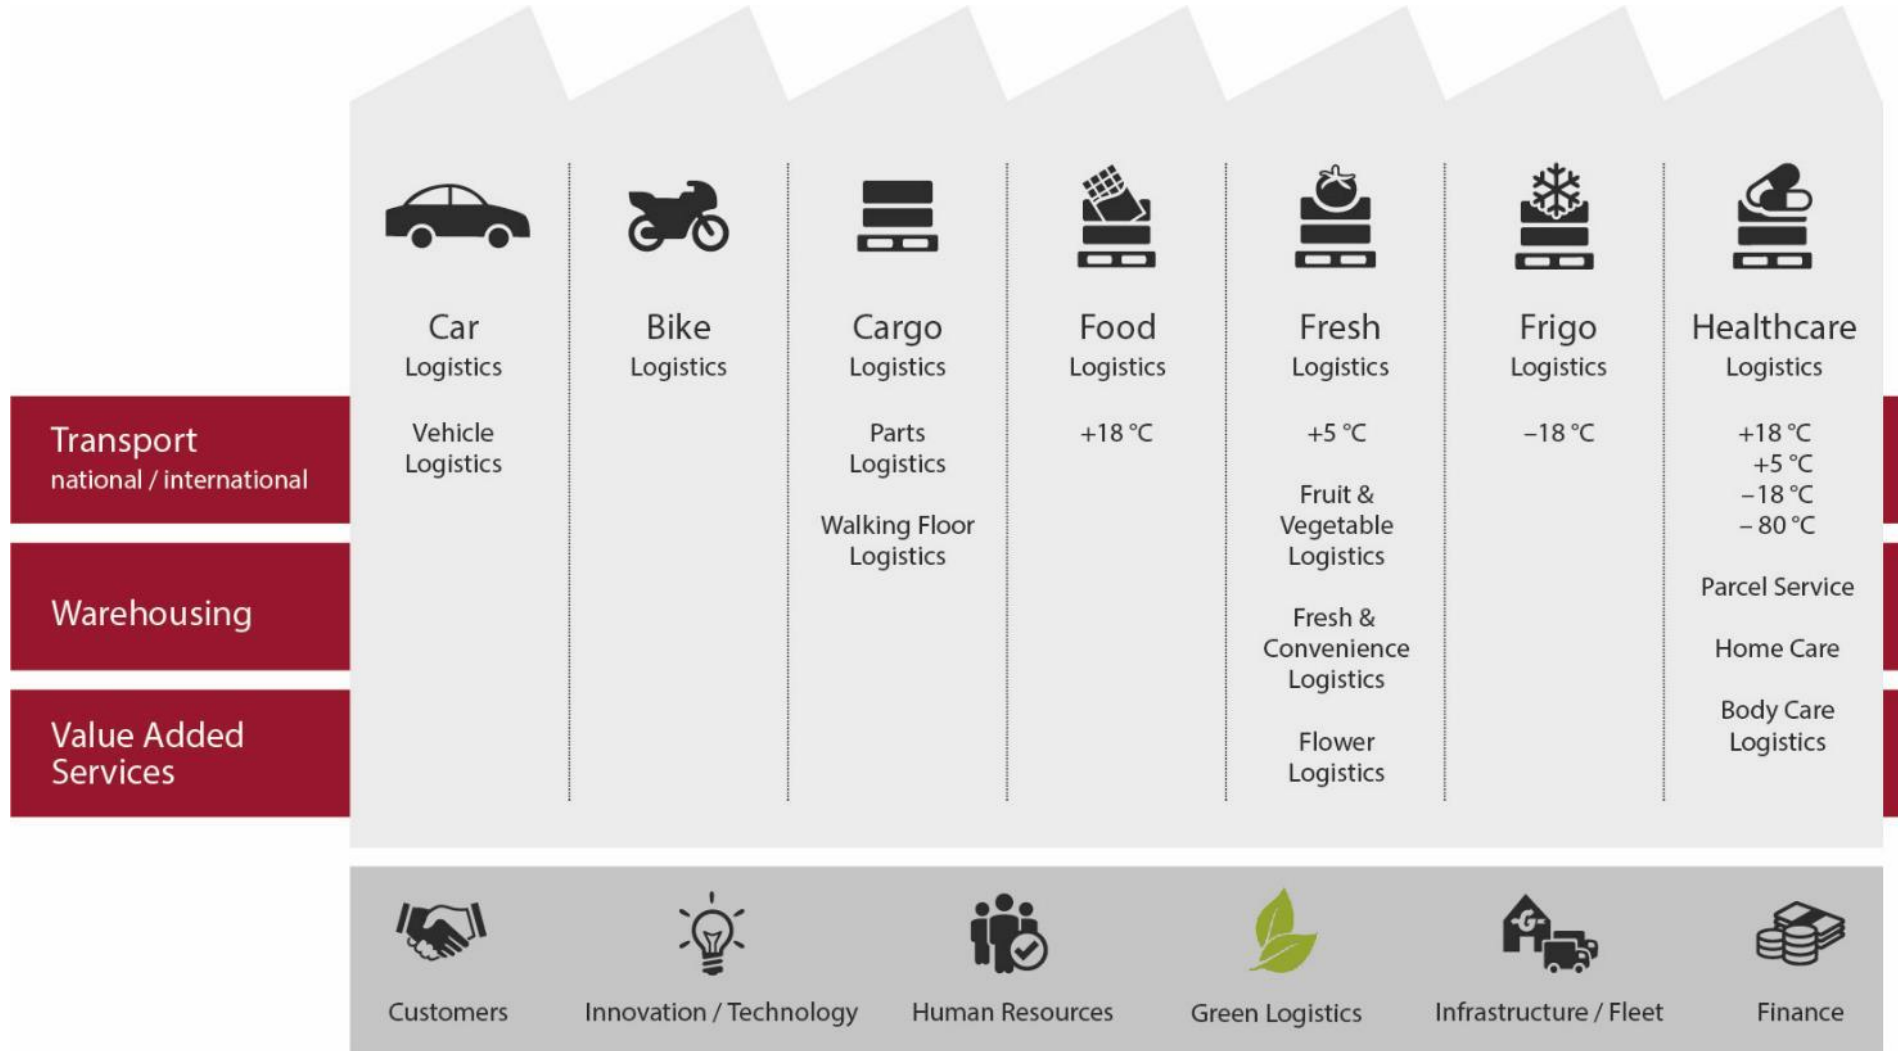 Car
Logistics
Bike
Logistics
Cargo
Logistics
Food
Logistics
Fresh
Logistics
Frigo
Logistics
Healthcare
Logistics
Transport
national / international
Warehousing
Value Added
Services
Vehicle
Logistics
Parts
Logistics
Walking Floor
Logistics
+18 °C
+5 °C
Fruit &
Vegetable
Logistics
Fresh &
Convenience
Logistics
Flower
Logistics
–18 °C
+18 °C
+5 °C
–18 °C
– 80 °C
Parcel Service
Home Care
Body Care
Logistics
-G-
Customers
Innovation / Technology
Human Resources
Green Logistics
Infrastructure / Fleet
Finance